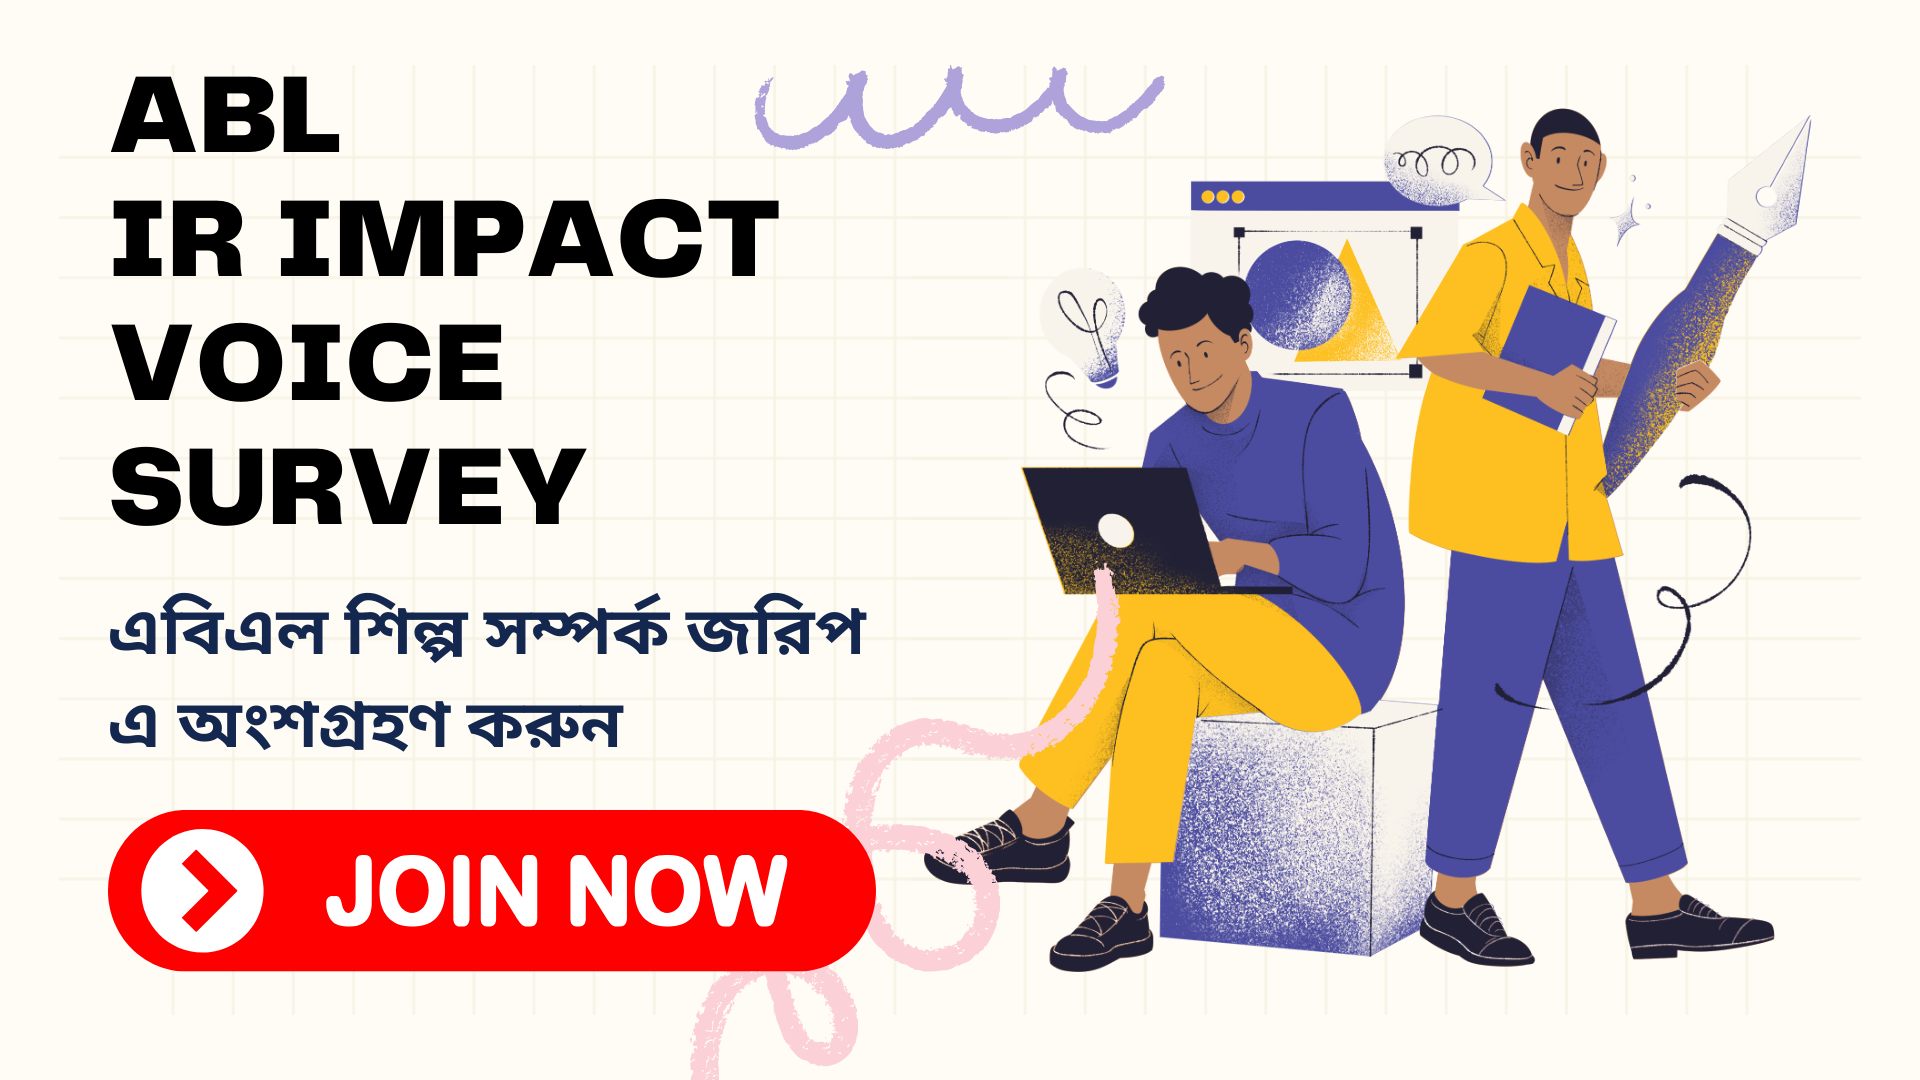 ABL
IR IMPACT
VOICE
SURVEY
এবিএল শিল্প সম্পর্ক জরিপ
এ অংশগ্রহণ করুন
JOIN NOW